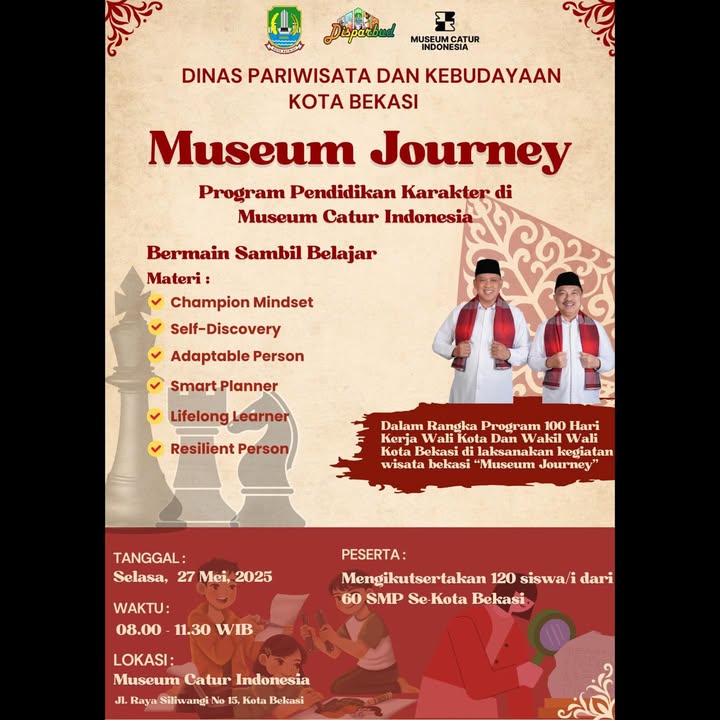 Disparbud
MUSEUM CATUR
INDONESIA
DINAS PARIWISATA DAN KEBUDAYAAN
KOTA BEKASI
Museum Journey
Program Pendidikan Karakter di
Museum Catur Indonesia
Bermain Sambil Belajar
Materi :
Champion Mindset
Self-Discovery
Adaptable Person
Smart Planner
Lifelong Learner
Resilient Person
Dalam Rangka Program 100 Hari
Kerja Wali Kota Dan Wakil Wali
Kota Bekasi di laksanakan kegiatan
wisata bekasi “Museum Journey”
TANGGAL :
Selasa, 27 Mei, 2025
WAKTU :
08.00 - 11.30 WIB
LOKASI :
Museum Catur Indonesia
Jl. Raya Siliwangi No 15, Kota Bekasi
PESERTA :
Mengikutsertakan 120 siswa/i dari
60 SMP Se-Kota Bekasi